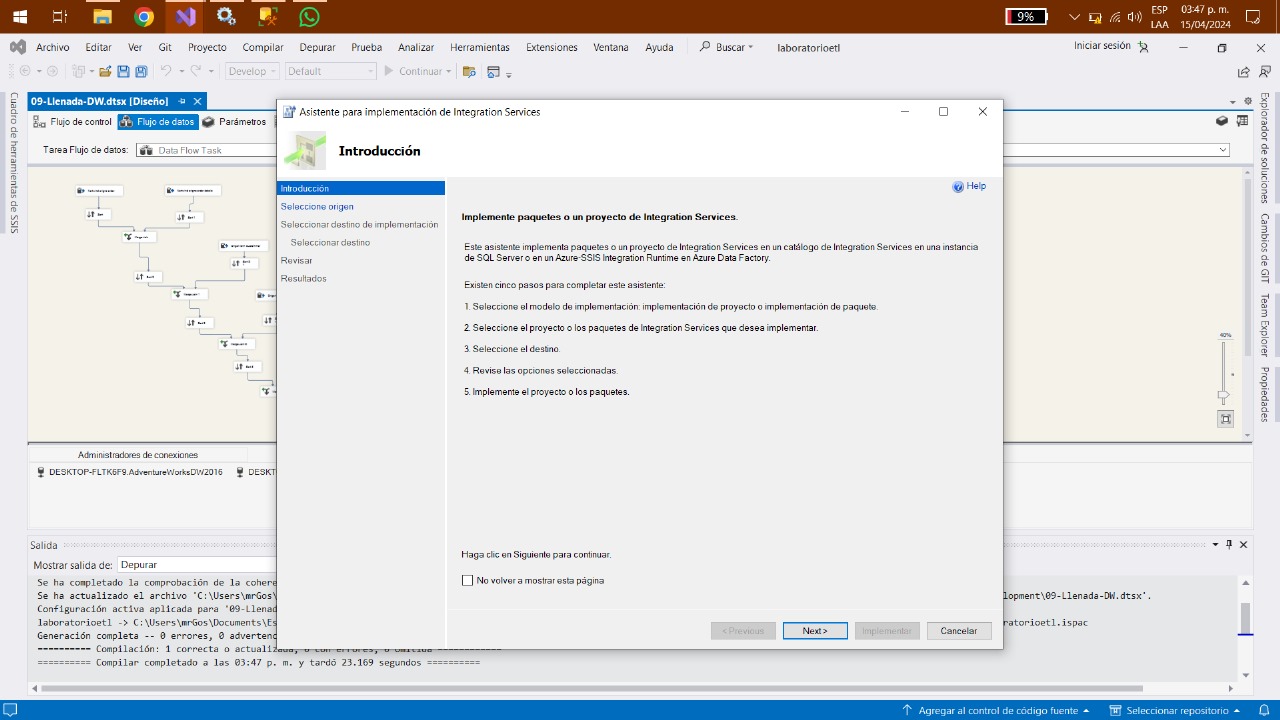 9%
ESP
LAA
03:47 p. m.
15/04/2024
Archivo Editar Ver Git Proyecto Compilar Depurar Prueba Analizar Herramientas Extensiones Ventana Ayuda Buscar laboratorioetl
Iniciar sesión
Develop Default Continuar
Cuadro de herramientas de SSIS
09-Llenada-DW.dtsx [Diseño]
Flujo de control Flujo de datos Parámetros
Tarea Flujo de datos: Data Flow Task
40%
Administradores de conexiones
DESKTOP-FLTK6F9.AdventureWorksDW2016 DESKT
Asistente para implementación de Integration Services
Introducción
Introducción
Seleccione origen
Seleccionar destino de implementación
Seleccionar destino
Revisar
Resultados
Help
Implemente paquetes o un proyecto de Integration Services.
Este asistente implementa paquetes o un proyecto de Integration Services en un catálogo de Integration Services en una instancia
de SQL Server o en un Azure-SSIS Integration Runtime en Azure Data Factory.
Existen cinco pasos para completar este asistente:
1. Seleccione el modelo de implementación: implementación de proyecto o implementación de paquete.
2. Seleccione el proyecto o los paquetes de Integration Services que desea implementar.
3. Seleccione el destino.
4. Revise las opciones seleccionadas.
5. Implemente el proyecto o los paquetes.
Haga clic en Siguiente para continuar.
No volver a mostrar esta página
< Previous Next > Implementar Cancelar
Explorador de soluciones
Cambios de GIT
Team Explorer
Propiedades
Salida
Mostrar salida de: Depurar
Se ha completado la comprobación de la cohere
Se ha actualizado el archivo 'C:\Users\mrGos\ lopment\09-Llenada-DW.dtsx'.
Configuración activa aplicada para '09-Llenad
laboratorioetl -> C:\Users\mrGos\Documents\Es ratorioetl.ispac
Generación completa -- 0 errores, 0 advertenc
========== Compilación: 1 correcta o actualizada, 0 con errores, 0 omitida ============
========== Compilar completado a las 03:47 p. m. y tardó 23.169 segundos ==========
Agregar al control de código fuente Seleccionar repositorio